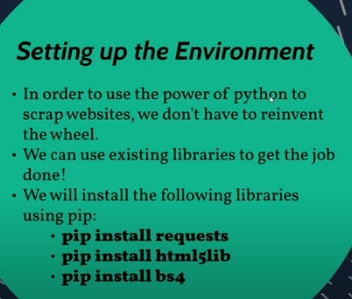 Setting up the Environment
• In order to use the power of python to
scrap websites, we don't have to reinvent
the wheel.
• We can use existing libraries to get the job
done!
• We will install the following libraries
using pip:
• pip install requests
• pip install html5lib
• pip install bs4